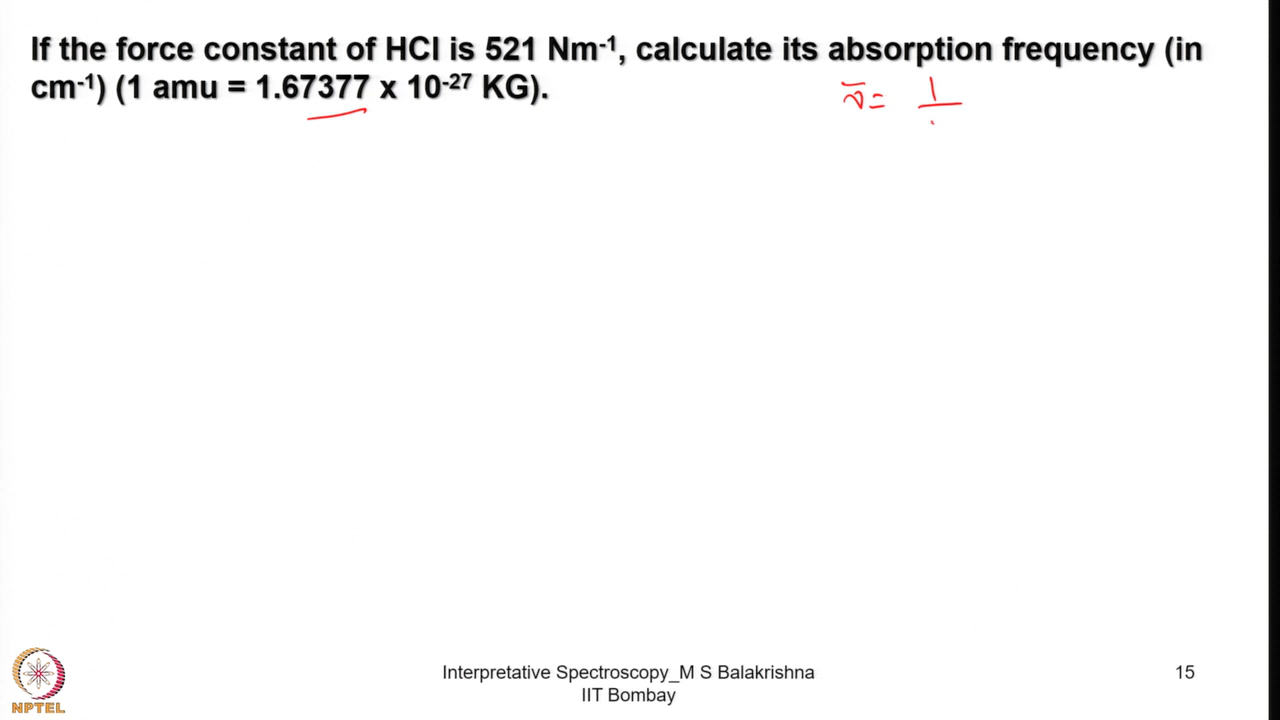 If the force constant of HCl is 521 Nm⁻¹, calculate its absorption frequency (in
cm⁻¹) (1 amu = 1.67377 x 10⁻²⁷ KG).
ν̄ = 1
Interpretative Spectroscopy_M S Balakrishna
IIT Bombay
15
NPTEL